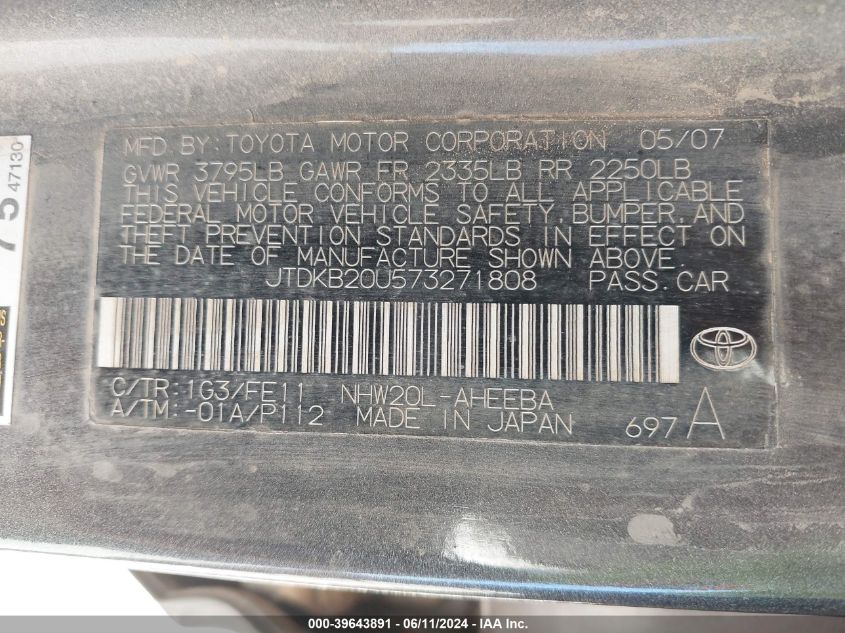 MFD. BY: TOYOTA MOTOR CORPORATION 05/07
GVWR 3795LB GAWR FR 2335LB RR 2250LB
THIS VEHICLE CONFORMS TO ALL APPLICABLE
FEDERAL MOTOR VEHICLE SAFETY, BUMPER, AND
THEFT PREVENTION STANDARDS IN EFFECT ON
THE DATE OF MANUFACTURE SHOWN ABOVE.
JTDKB20U573271808 PASS. CAR
C/TR: 1G3/FE11 NHW20L-AHEEBA
A/TM: -01A/P112 MADE IN JAPAN 697 A
75 47130
000-39643891 - 06/11/2024 - IAA Inc.